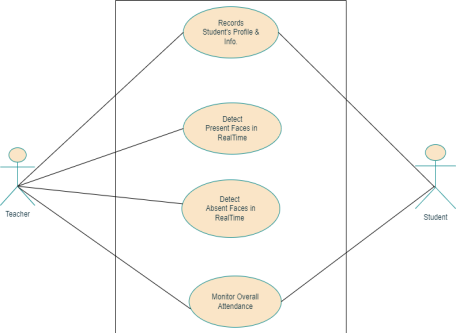 Records
Student's Profile &
Info.
Detect
Present Faces in
RealTime
Detect
Absent Faces in
RealTime
Teacher
Student
Monitor Overall
Attendance